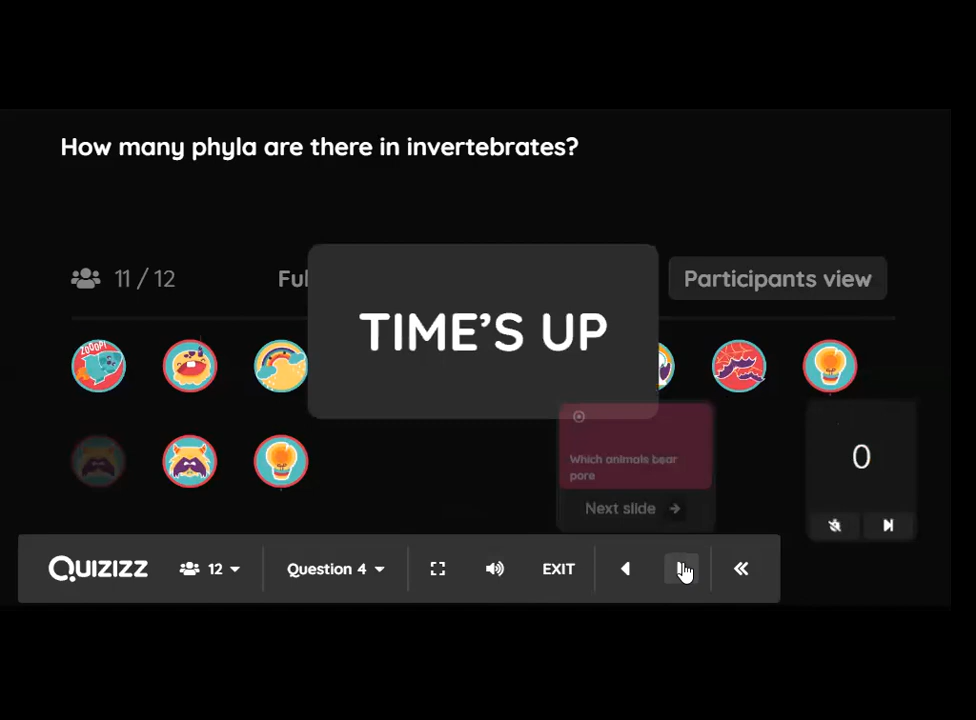 How many phyla are there in invertebrates?
11 / 12
Ful
Participants view
TIME'S UP
ZOOOP!
Which animals bear
pore
Next slide
0
QUIZIZZ
12
Question 4
EXIT